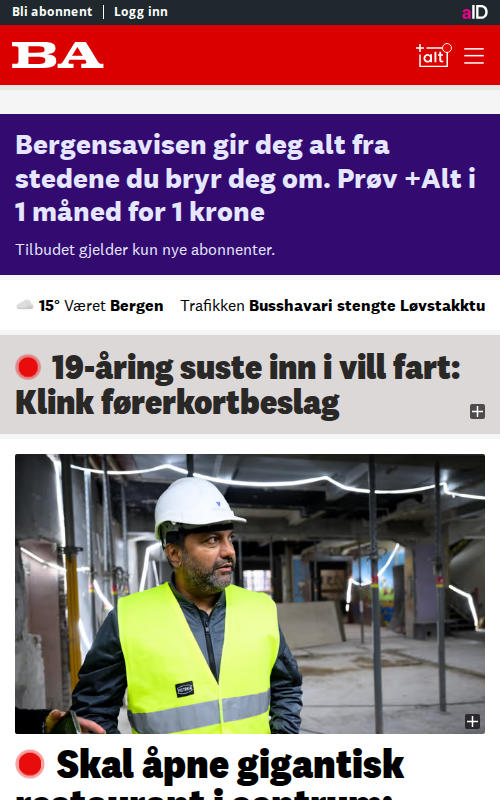 Bli abonnent | Logg inn
aID
BA
+alt
Bergensavisen gir deg alt fra
stedene du bryr deg om. Prøv +Alt i
1 måned for 1 krone
Tilbudet gjelder kun nye abonnenter.
15° Været Bergen Trafikken Busshavari stengte Løvstakktu
19-åring suste inn i vill fart:
Klink førerkortbeslag
Skal åpne gigantisk
restaurant i sentrum: